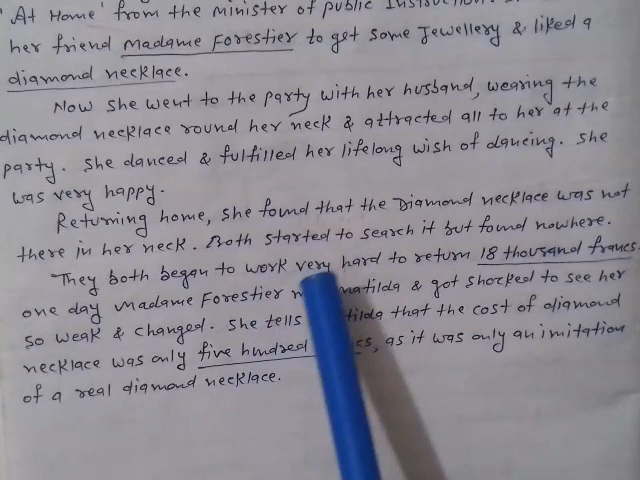 'At Home' from the minister of public Instruction.
her friend Madame Forestier to get some Jewellery & liked a
diamond necklace.
Now she went to the party with her husband, wearing the
diamond necklace round her neck & attracted all to her at the
party. She danced & fulfilled her lifelong wish of dancing. She
was very happy.
Returning home, she found that the Diamond necklace was not
there in her neck. Both started to search it but found nowhere.
They both began to work very hard to return 18 thousand francs.
one day Madame Forestier matilda & got shocked to see her
so weak & changed. She tells that the cost of diamond
necklace was only five hundred as it was only an imitation
of a real diamond necklace.